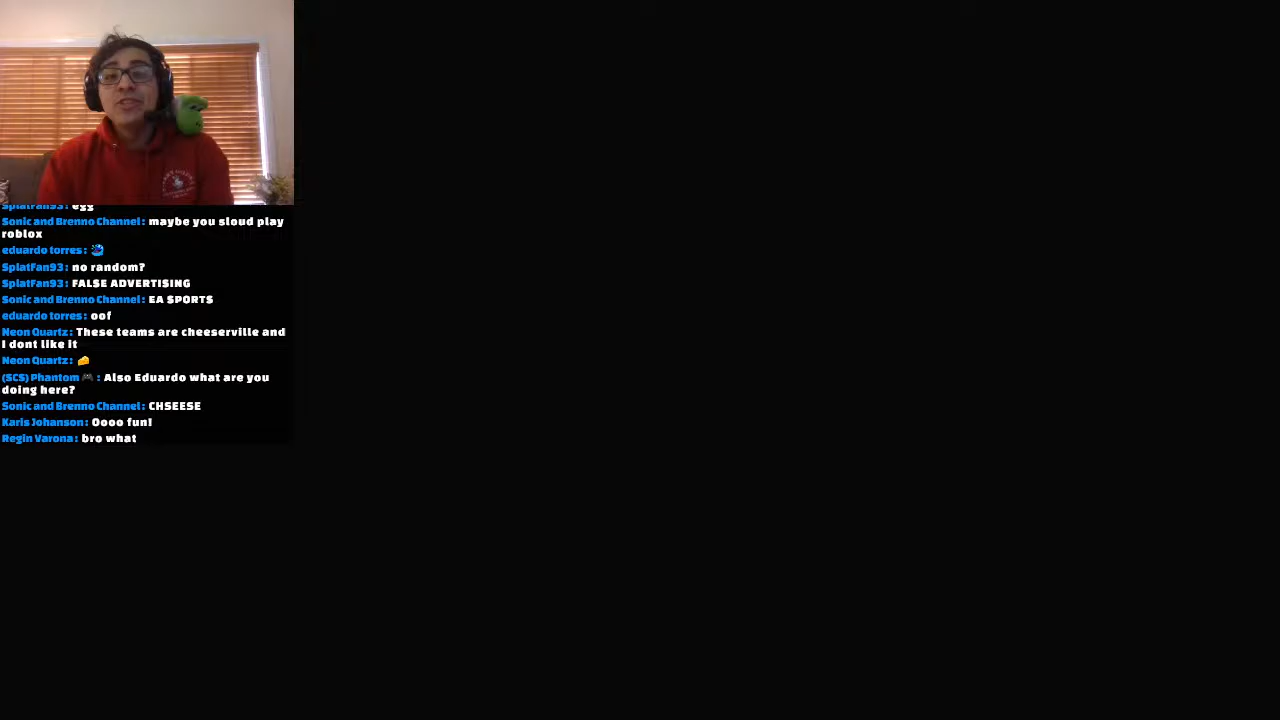 SplatFan93: egg
Sonic and Brenno Channel: maybe you sloud play
roblox
eduardo torres:
SplatFan93: no random?
SplatFan93: FALSE ADVERTISING
Sonic and Brenno Channel: EA SPORTS
eduardo torres: oof
Neon Quartz: These teams are cheeserville and
I dont like it
Neon Quartz: 🧀
(SCS) Phantom 🎮: Also Eduardo what are you
doing here?
Sonic and Brenno Channel: CHSEESE
Karis Johanson: Oooo fun!
Regin Varona: bro what